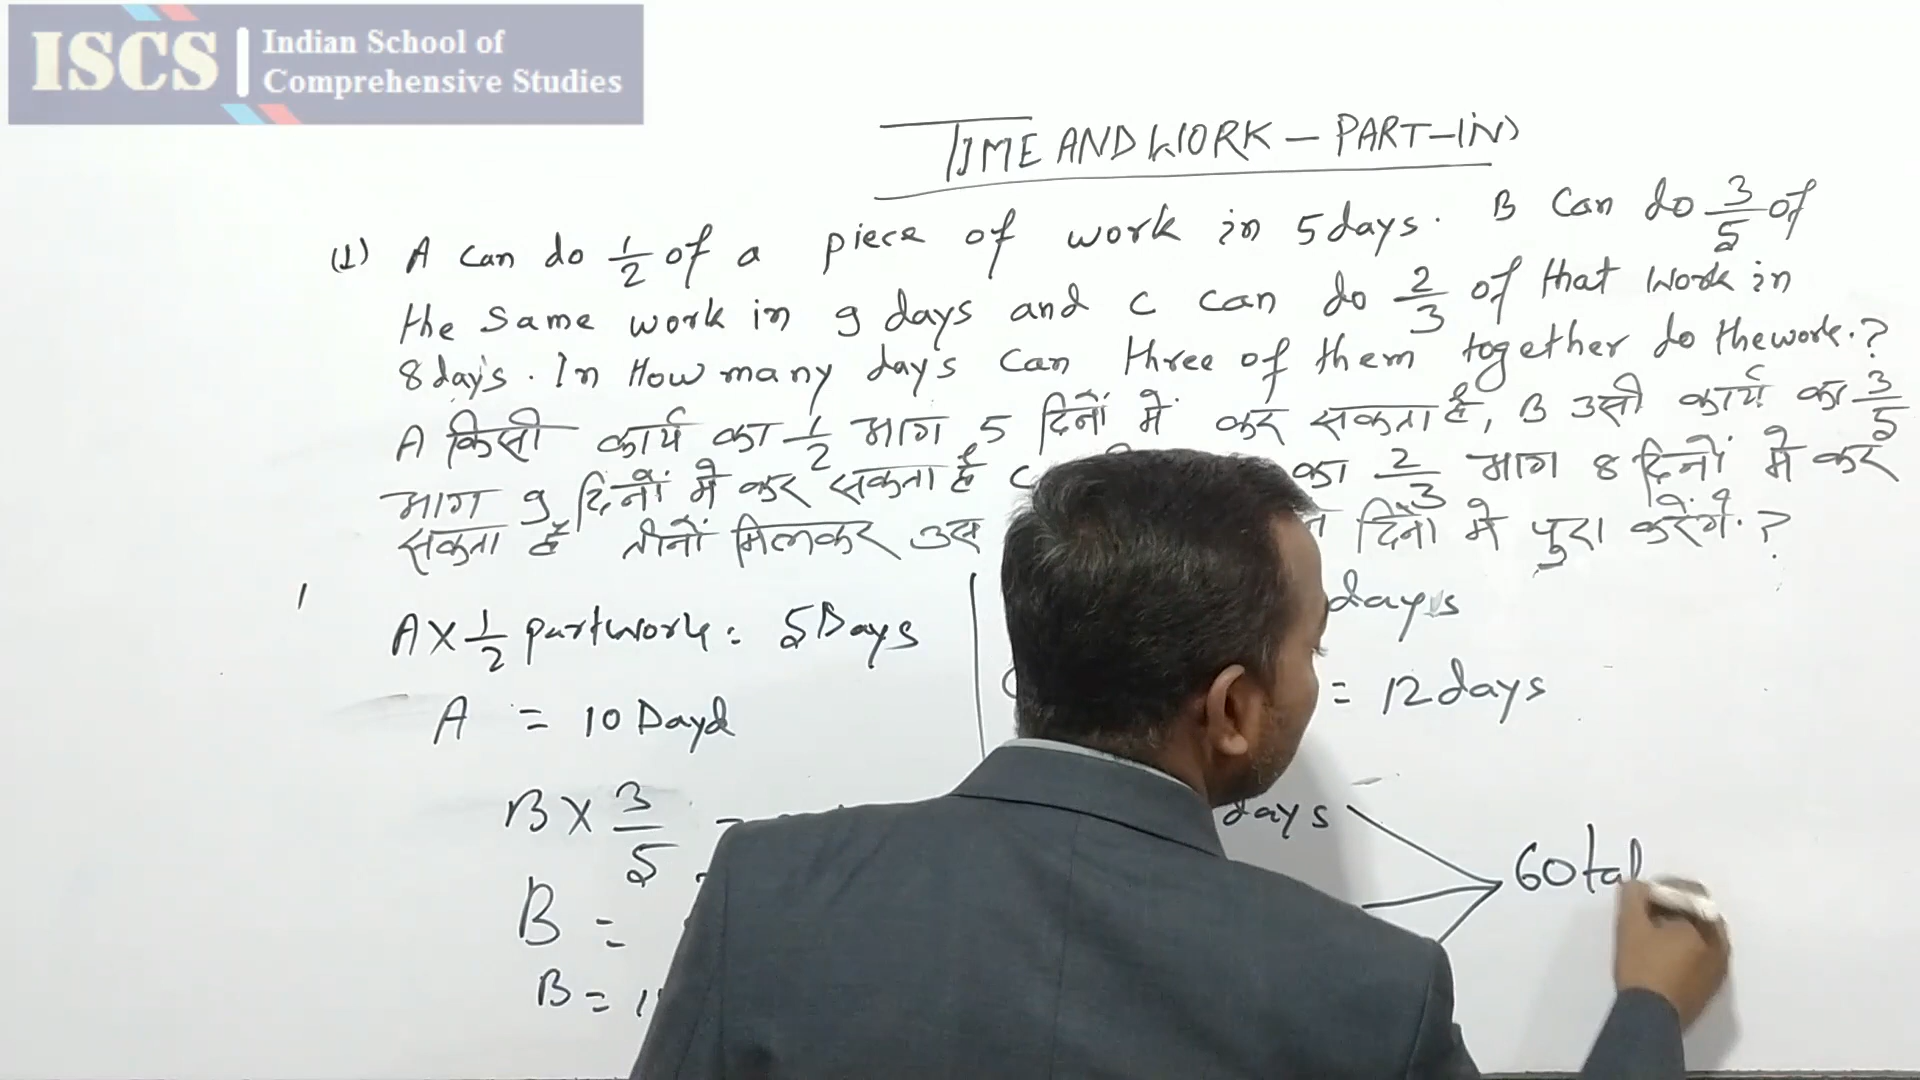 ISCS
Indian School of
Comprehensive Studies
TIME AND WORK - PART-
(1) A can do 1/2 of a piece of work in 5 days. B can do 3/5 of
the same work in 9 days and C can do 2/3 of that work in
8 days. In How many days can three of them together do the work.?
A किसी कार्य का 1/2 भाग 5 दिनों में कर सकता है, B उसी कार्य का 3/5
भाग 9 दिनों में कर सकता है C का 2/3 भाग 8 दिनों में कर
सकता है तीनों मिलकर उस दिनों में पुरा करेंगे.?
A x 1/2 part work = 5 Days
A = 10 Dayd
B x 3/5 =
B =
B =
days
= 12 days
days
60